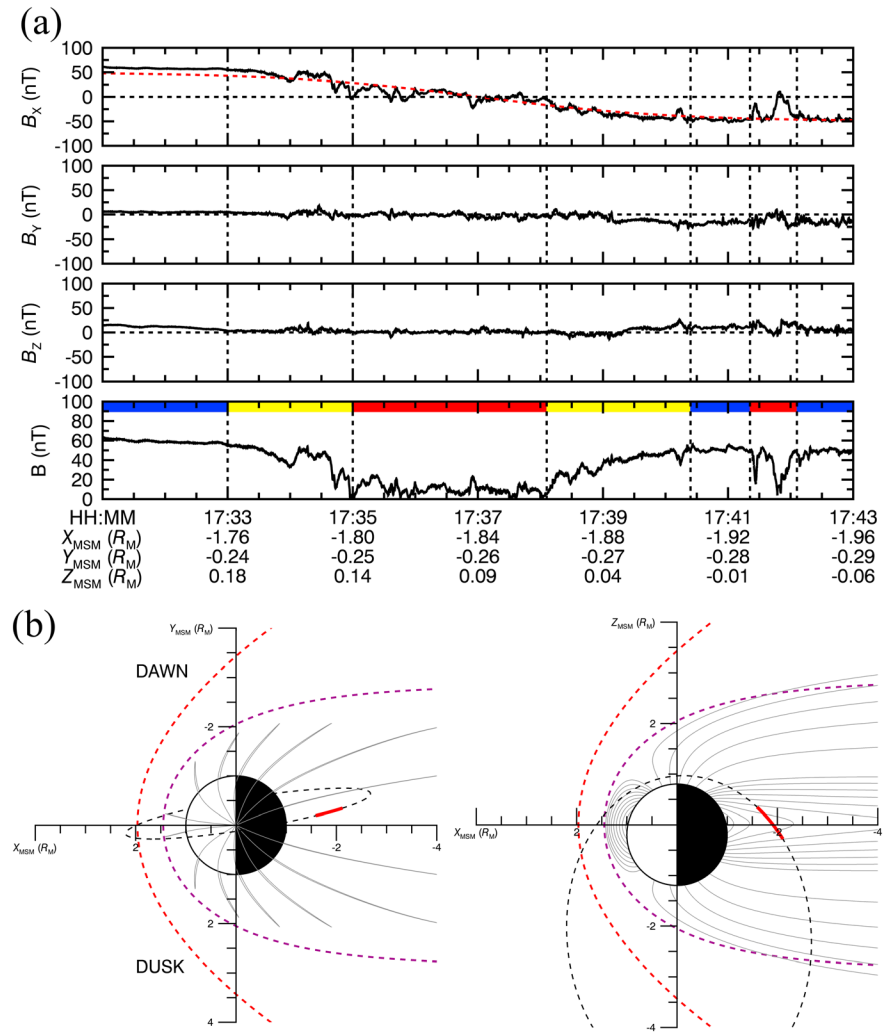 (a)
100
50
0
-50
-100
B_X (nT)
100
50
0
-50
-100
B_Y (nT)
100
50
0
-50
-100
B_Z (nT)
100
80
60
40
20
0
B (nT)
HH:MM 17:33 17:35 17:37 17:39 17:41 17:43
X_MSM (R_M) -1.76 -1.80 -1.84 -1.88 -1.92 -1.96
Y_MSM (R_M) -0.24 -0.25 -0.26 -0.27 -0.28 -0.29
Z_MSM (R_M) 0.18 0.14 0.09 0.04 -0.01 -0.06
(b)
Y_MSM (R_M)
DAWN
-2
X_MSM (R_M)
2
-2
-4
2
DUSK
4
Z_MSM (R_M)
2
X_MSM (R_M)
2
-2
-4
-2
-4